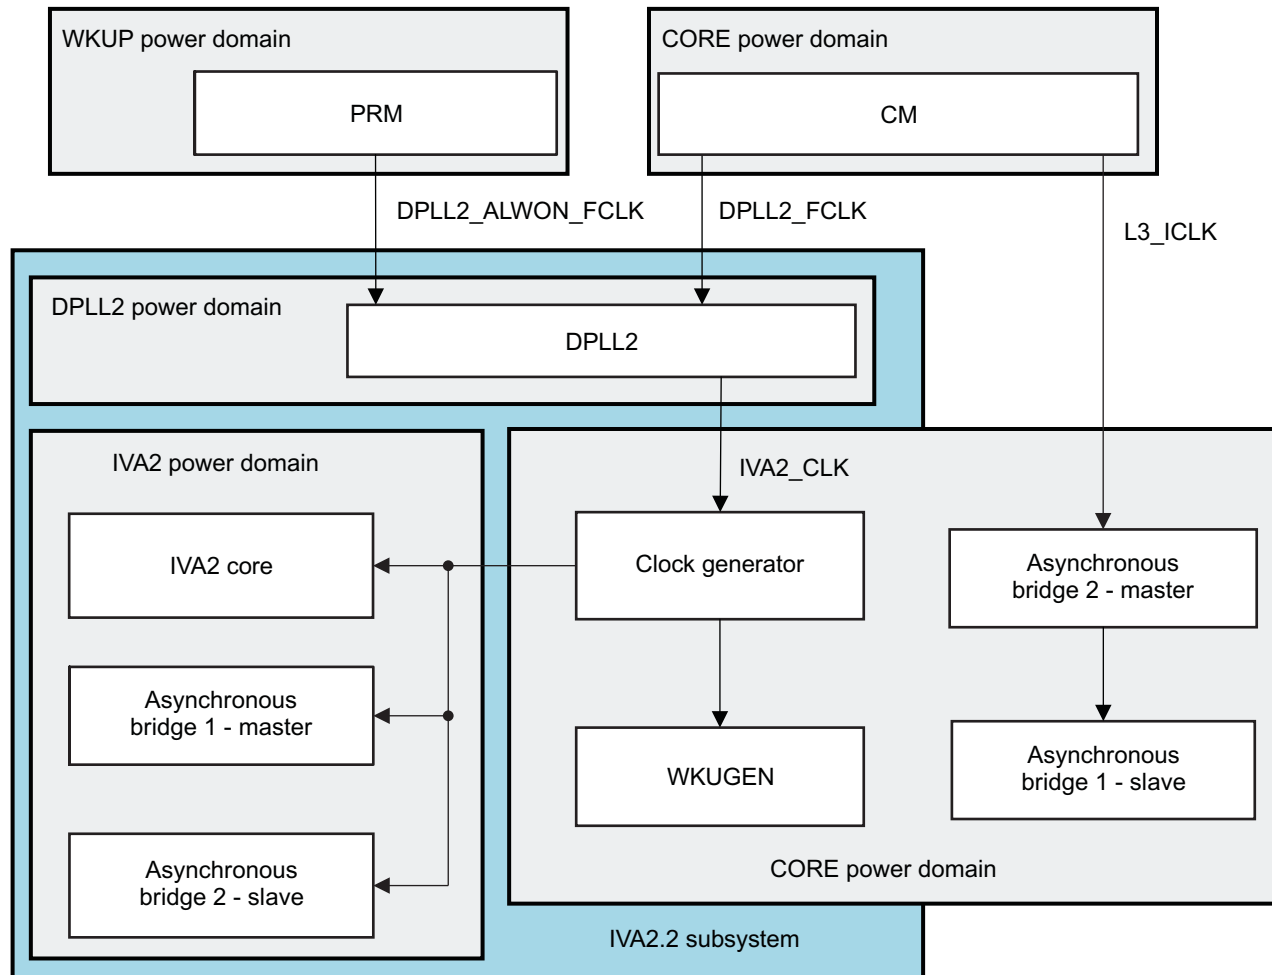 WKUP power domain
CORE power domain
PRM
CM
DPLL2_ALWON_FCLK
DPLL2_FCLK
L3_ICLK
DPLL2 power domain
DPLL2
IVA2 power domain
IVA2_CLK
IVA2 core
Clock generator
Asynchronous
bridge 2 - master
Asynchronous
bridge 1 - master
WKUGEN
Asynchronous
bridge 1 - slave
Asynchronous
bridge 2 - slave
CORE power domain
IVA2.2 subsystem